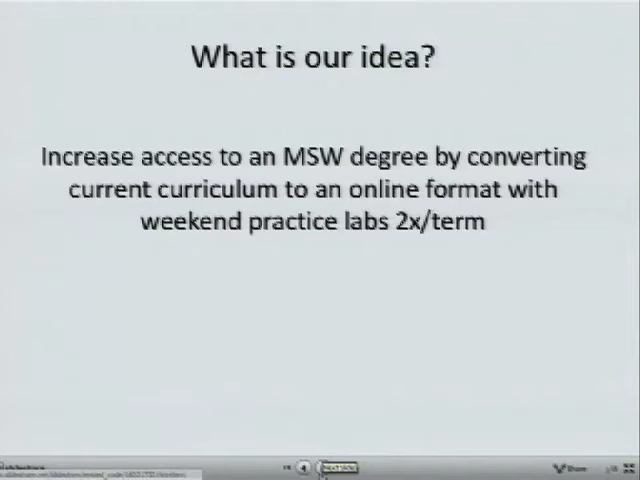 What is our idea?
Increase access to an MSW degree by converting
current curriculum to an online format with
weekend practice labs 2x/term
Share